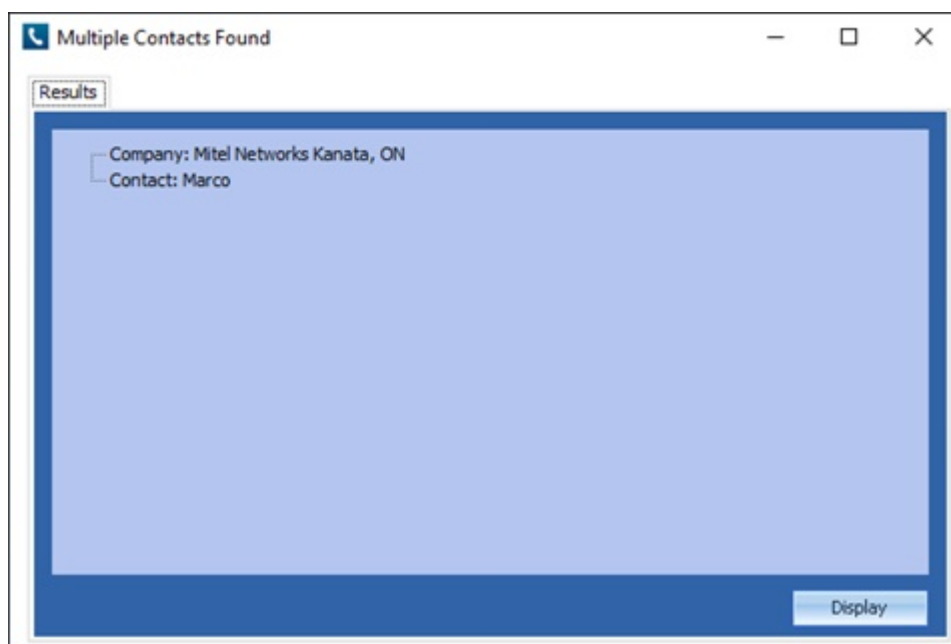 Multiple Contacts Found
Results
Company: Mitel Networks Kanata, ON
Contact: Marco
Display